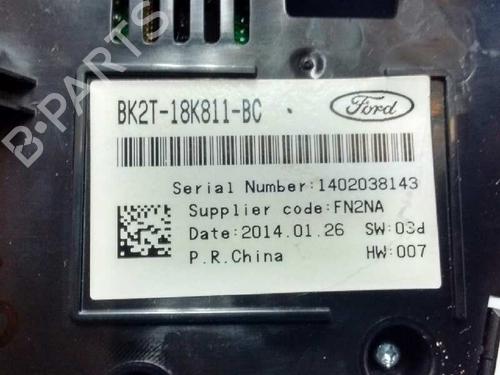 BK2T-18K811-BC
Ford
Serial Number:1402038143
Supplier code:FN2NA
Date:2014.01.26 SW:03d
P.R.China HW:007
B-PARTS